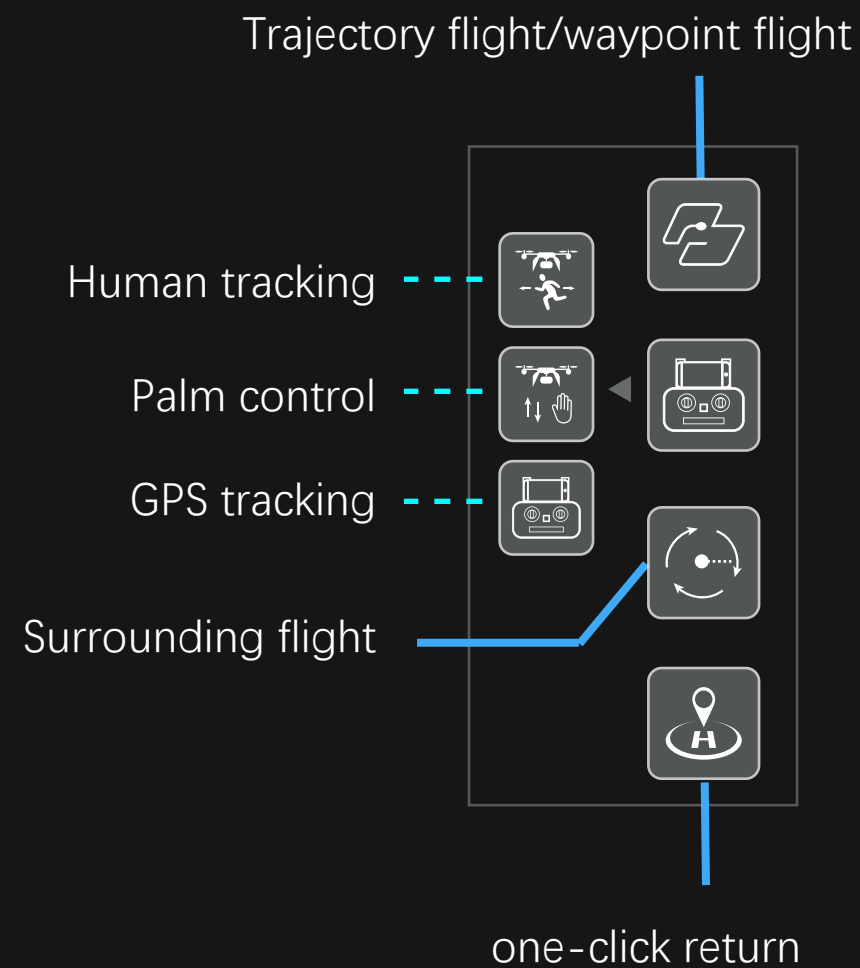 Trajectory flight/waypoint flight
Human tracking
Palm control
GPS tracking
Surrounding flight
H
one-click return